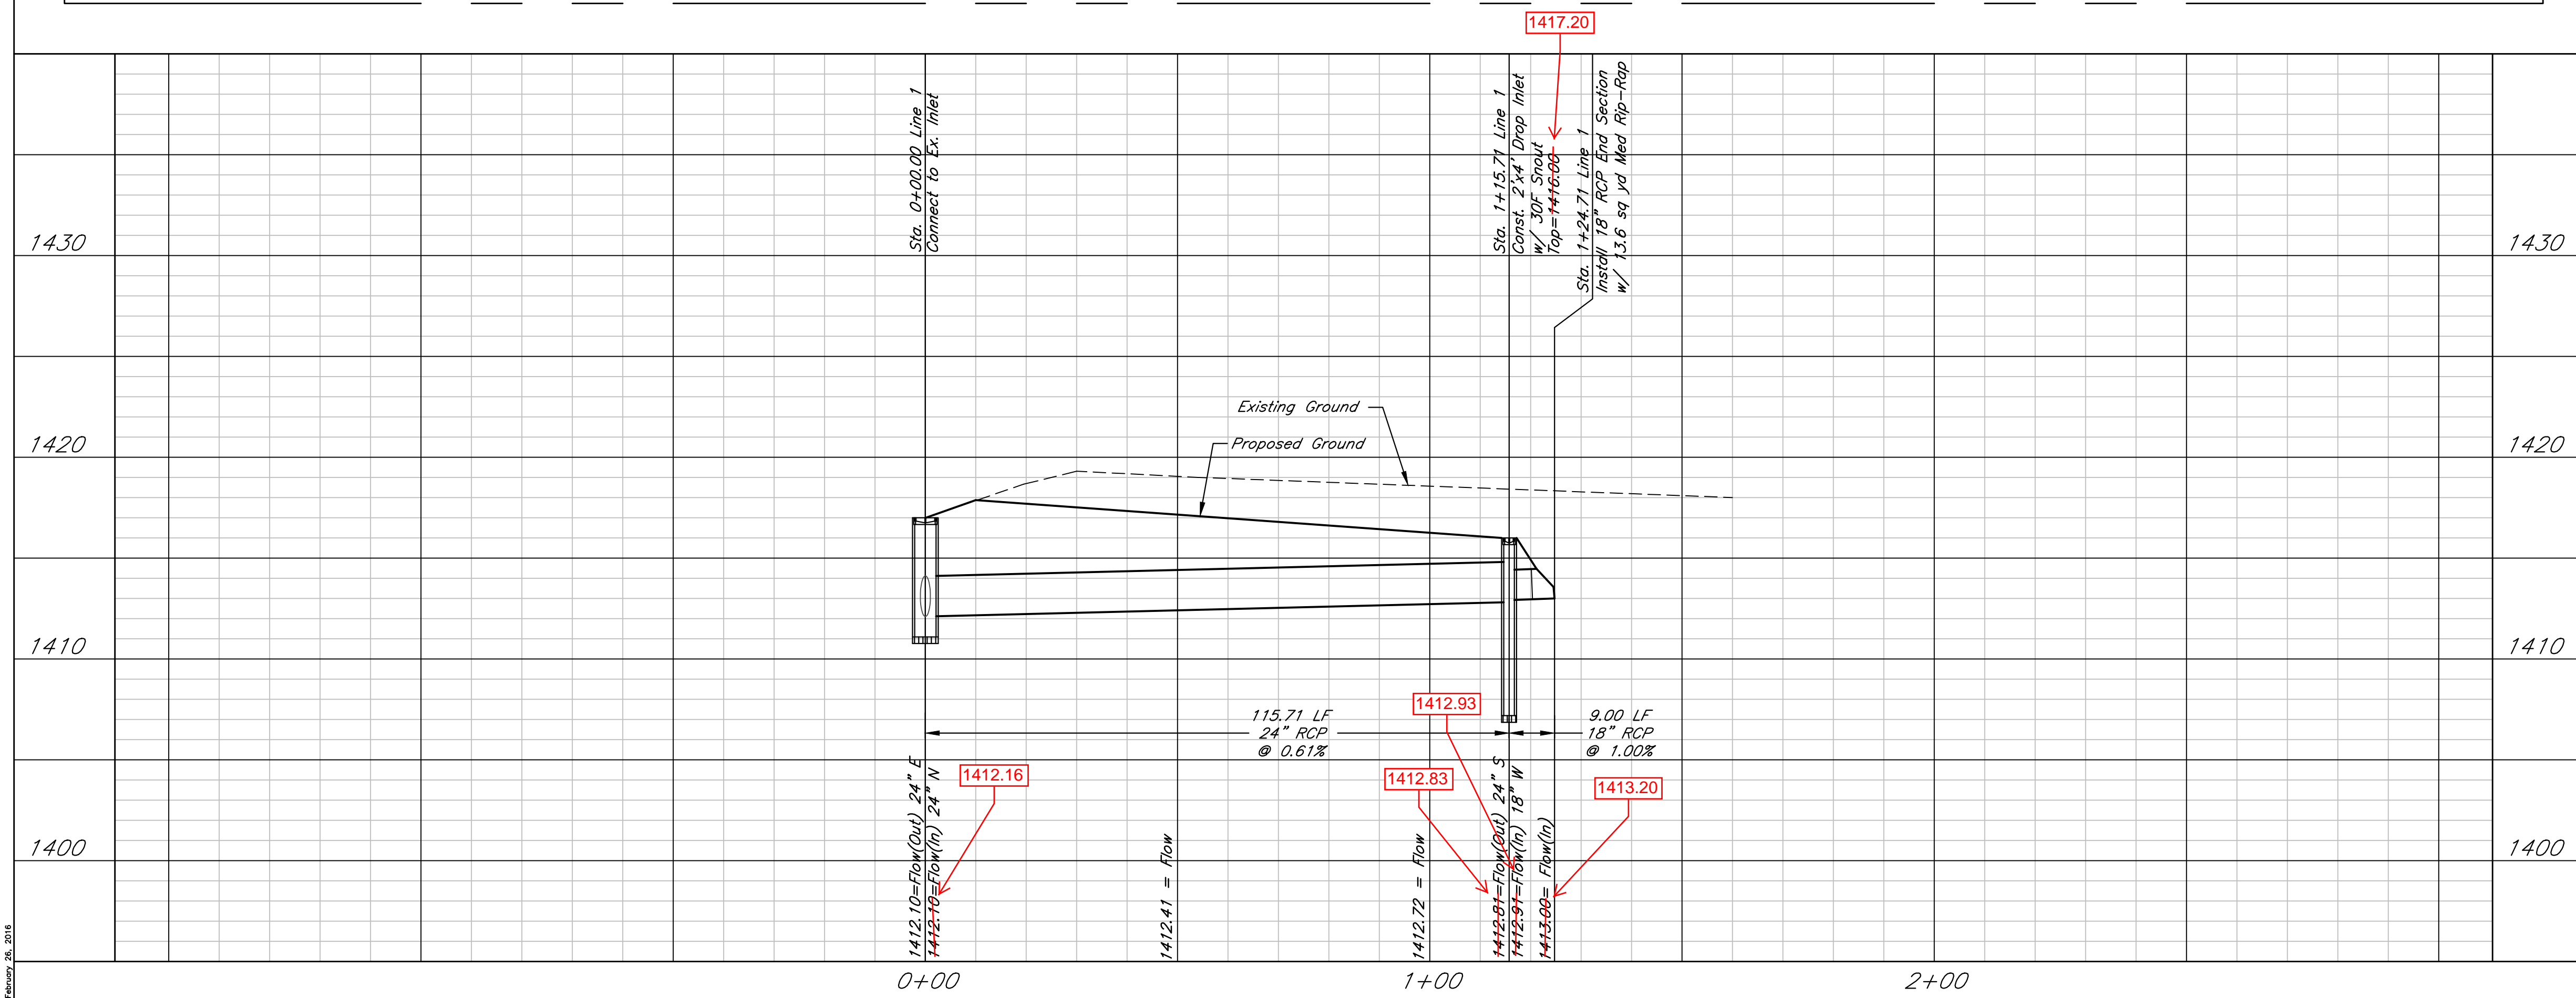 1417.20
Sta. 0+00.00 Line 1
Connect to Ex. Inlet
Sta. 1+15.71 Line 1
Const. 2'x4' Drop Inlet
w/ 30F Snout
Top=1416.00
Sta. 1+24.71 Line 1
Install 18" RCP End Section
w/ 13.6 sq yd Med Rip-Rap
1430
1430
Existing Ground
Proposed Ground
1420
1420
1410
1410
115.71 LF
24" RCP
@ 0.61%
1412.93
9.00 LF
18" RCP
@ 1.00%
1412.16
1412.83
1413.20
1400
1400
1412.10=Flow(Out) 24" E
1412.10=Flow(In) 24" N
1412.41 = Flow
1412.72 = Flow
1412.81=Flow(Out) 24" S
1412.91=Flow(In) 18" W
1413.00= Flow(In)
0+00
1+00
2+00
February 26, 2016